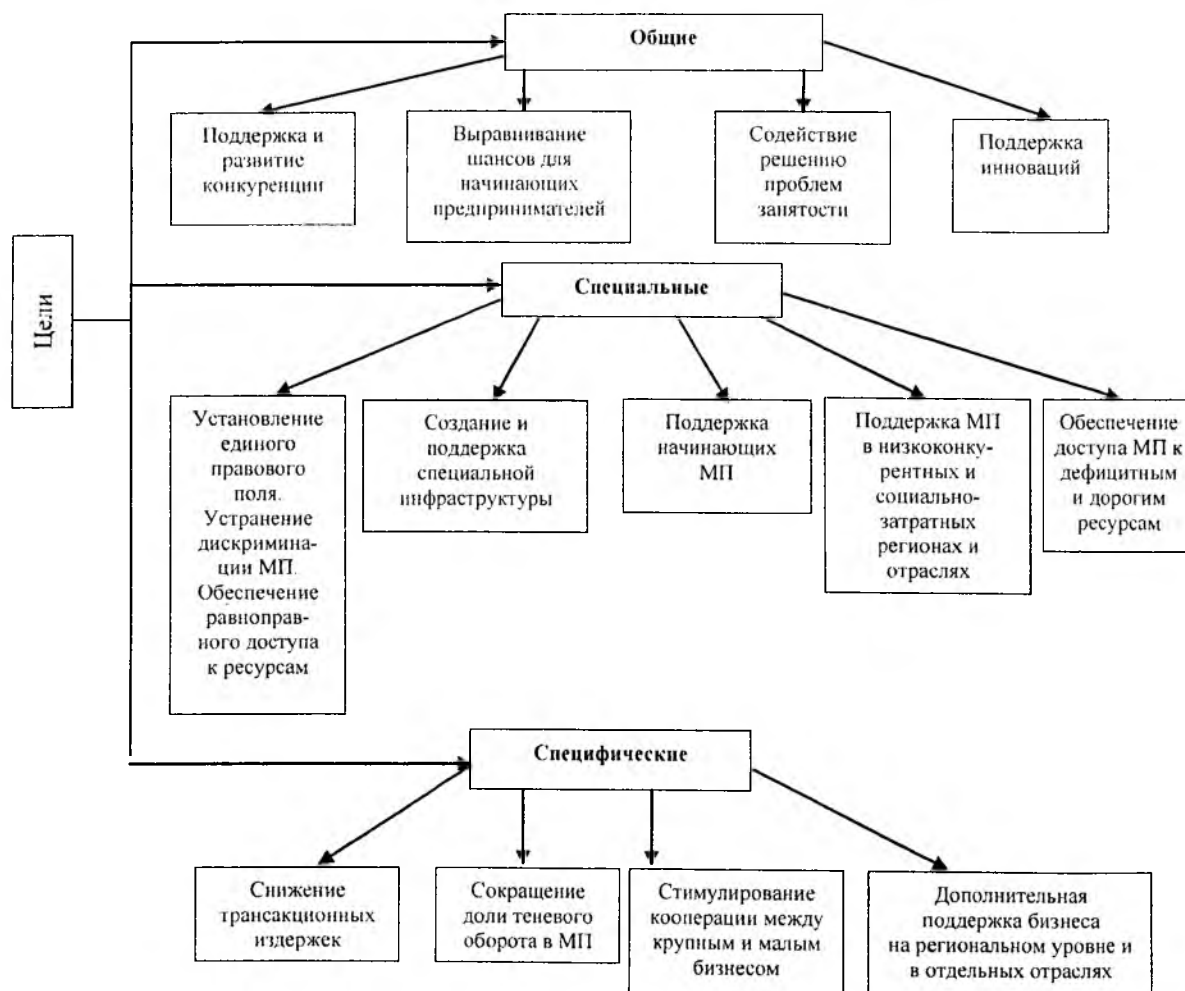 Общие
Поддержка и
развитие
конкуренции
Выравнивание
шансов для
начинающих
предпринимателей
Содействие
решению
проблем
занятости
Поддержка
инноваций
Цели
Специальные
Установление
единого
правового
поля.
Устранение
дискримина-
ции МП.
Обеспечение
равноправ-
ного доступа
к ресурсам
Создание и
поддержка
специальной
инфраструктуры
Поддержка
начинающих
МП
Поддержка МП
в низкоконку-
рентных и
социально-
затратных
регионах и
отраслях
Обеспечение
доступа МП к
дефицитным
и дорогим
ресурсам
Специфические
Снижение
трансакционных
издержек
Сокращение
доли теневого
оборота в МП
Стимулирование
кооперации между
крупным и малым
бизнесом
Дополнительная
поддержка бизнеса
на региональном уровне и
в отдельных отраслях